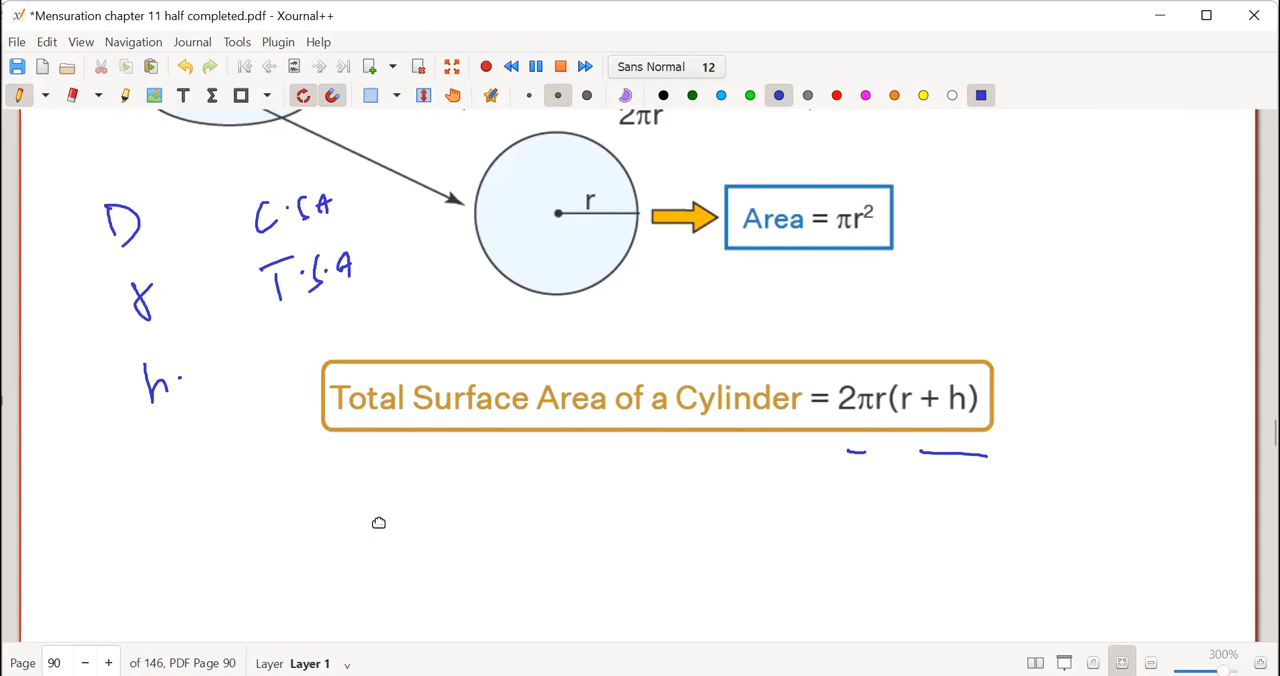 *Mensuration chapter 11 half completed.pdf - Xournal++
File Edit View Navigation Journal Tools Plugin Help
Sans Normal 12
2πr
r
Area = πr²
D
r
h.
C.S.A
T.S.A
Total Surface Area of a Cylinder = 2πr(r + h)
Page 90 of 146, PDF Page 90 Layer Layer 1 300%